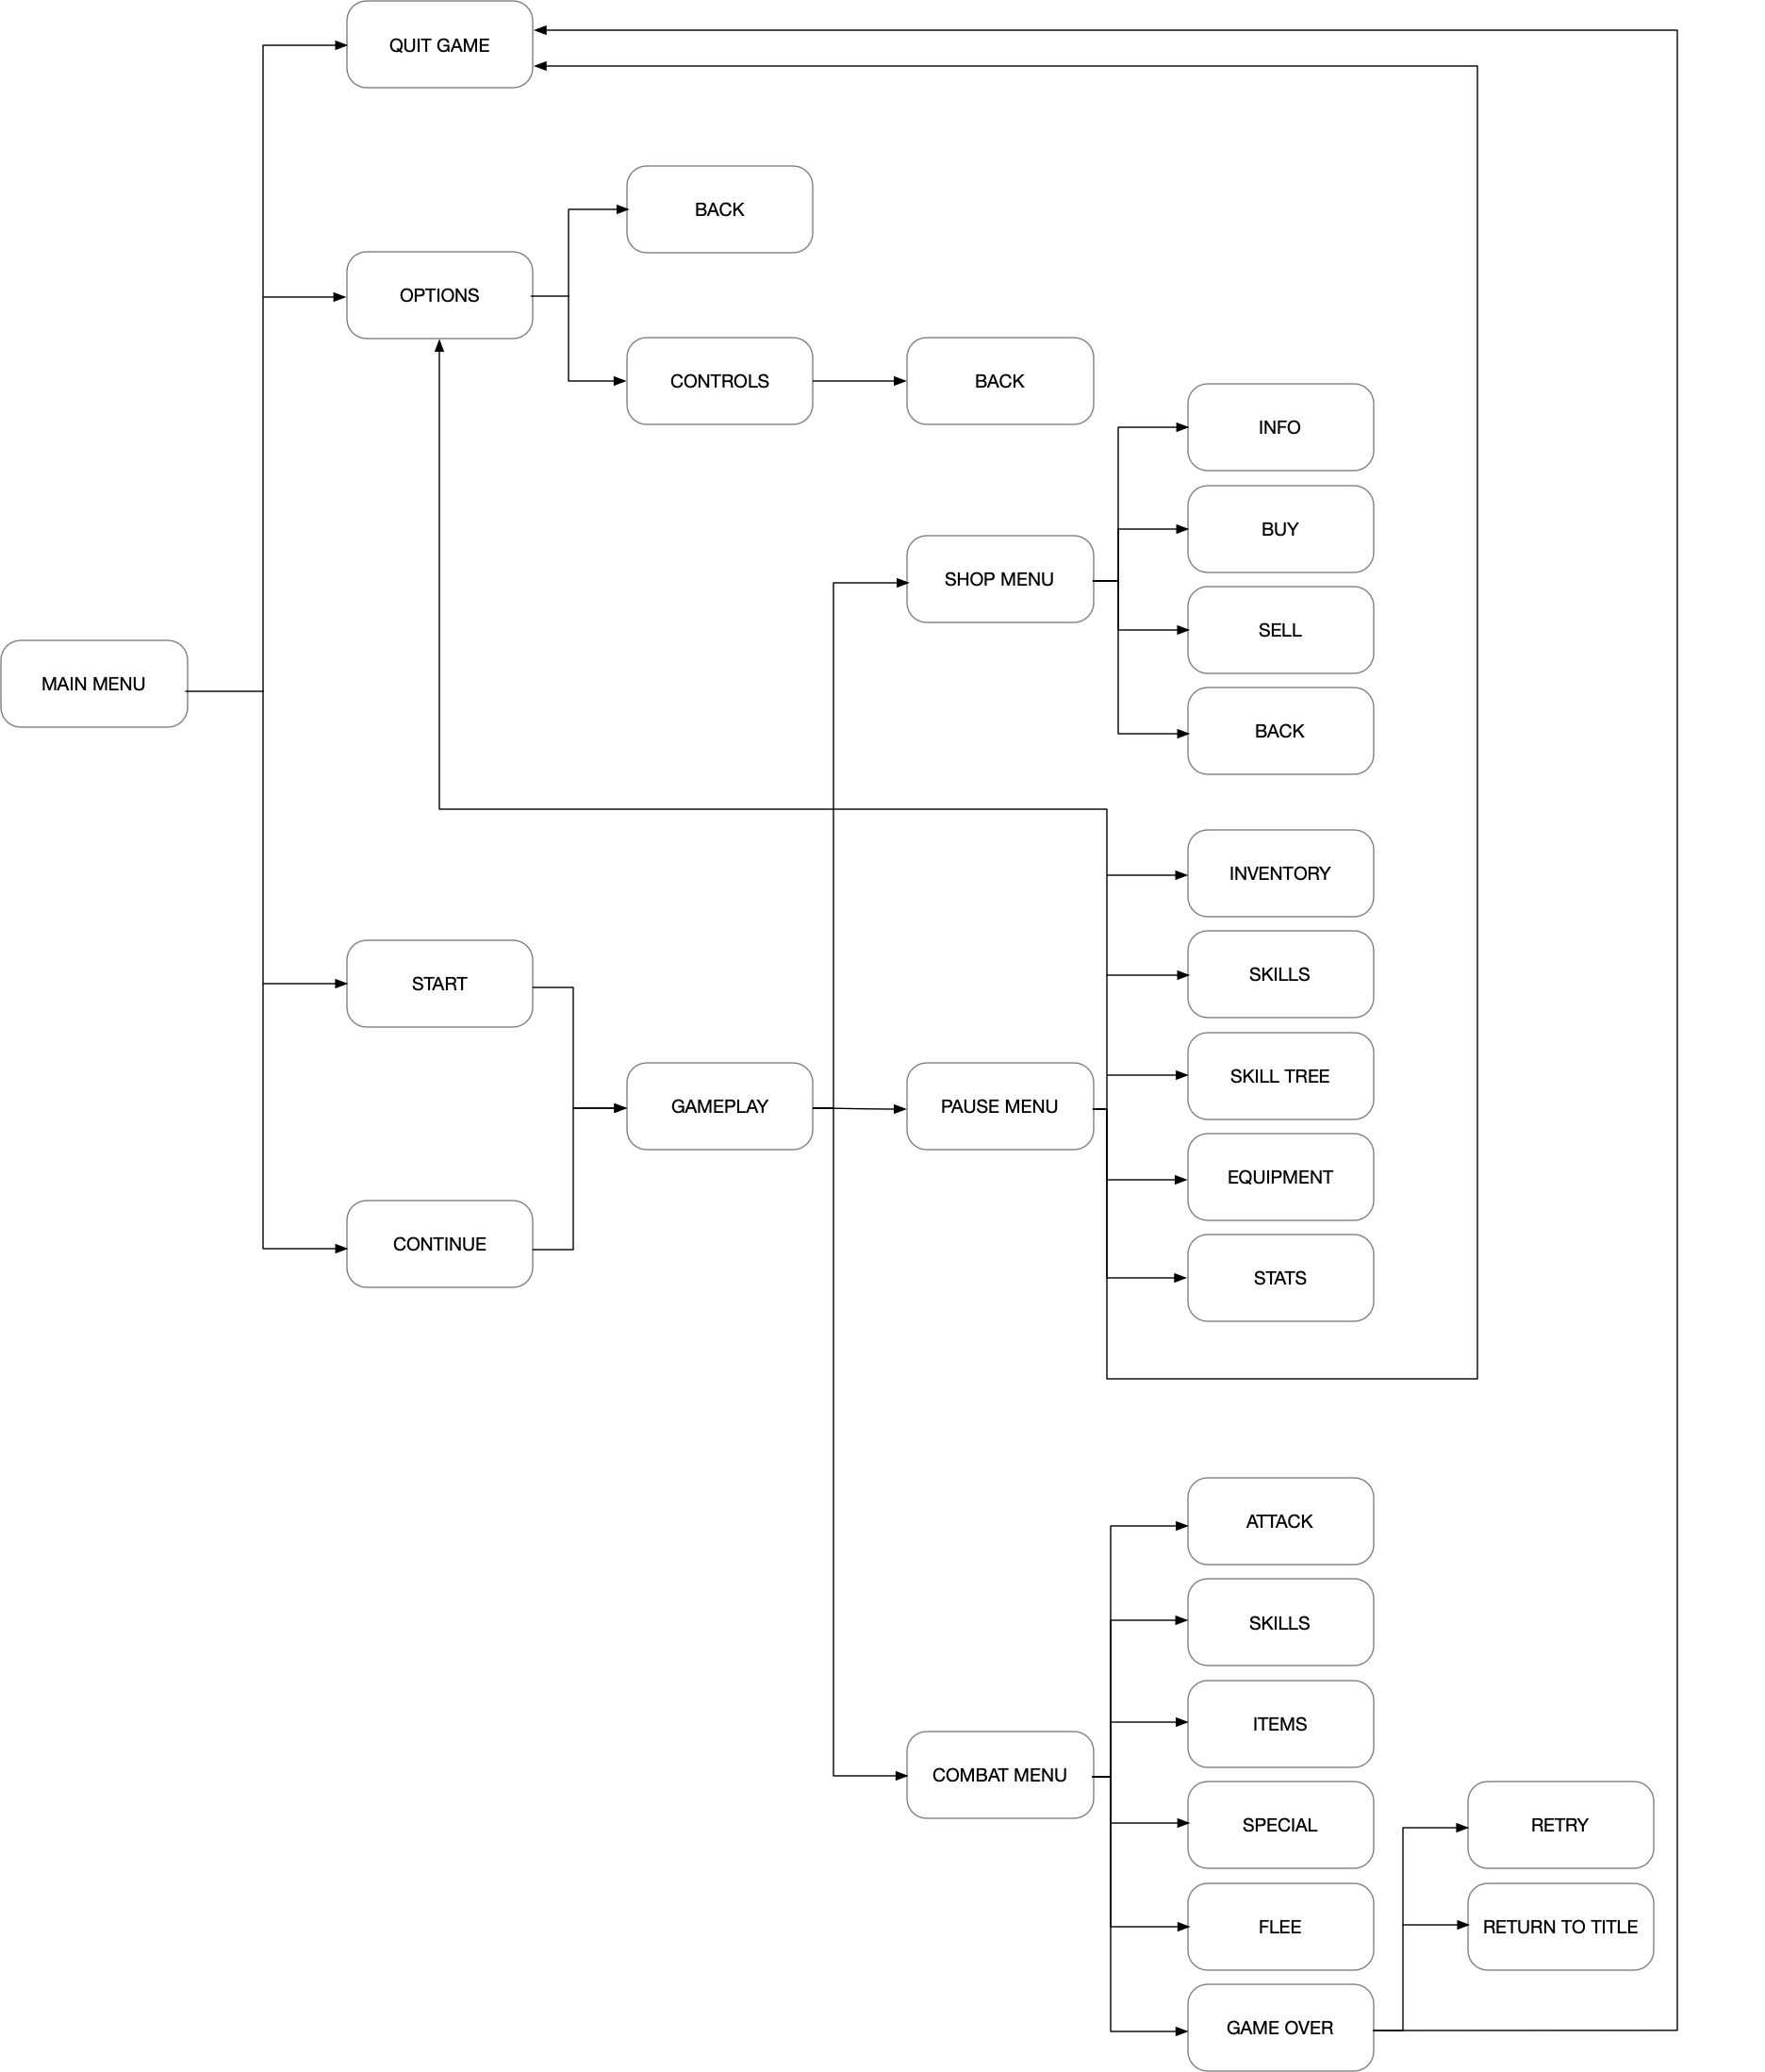 QUIT GAME
BACK
OPTIONS
CONTROLS
BACK
INFO
BUY
SHOP MENU
SELL
MAIN MENU
BACK
INVENTORY
SKILLS
START
SKILL TREE
GAMEPLAY
PAUSE MENU
EQUIPMENT
CONTINUE
STATS
ATTACK
SKILLS
ITEMS
COMBAT MENU
SPECIAL
RETRY
FLEE
RETURN TO TITLE
GAME OVER